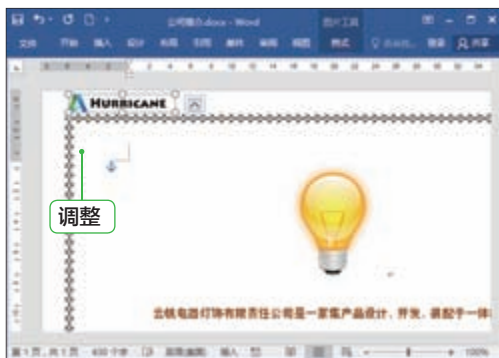 公司简介.docx - Word
图片工具
文件
开始
插入
设计
布局
引用
邮件
审阅
视图
格式
共享
HURRICANE
调整
云帆电器灯饰有限责任公司是一家集产品设计、开发、装配于一体
第1页，共1页
插入
100%